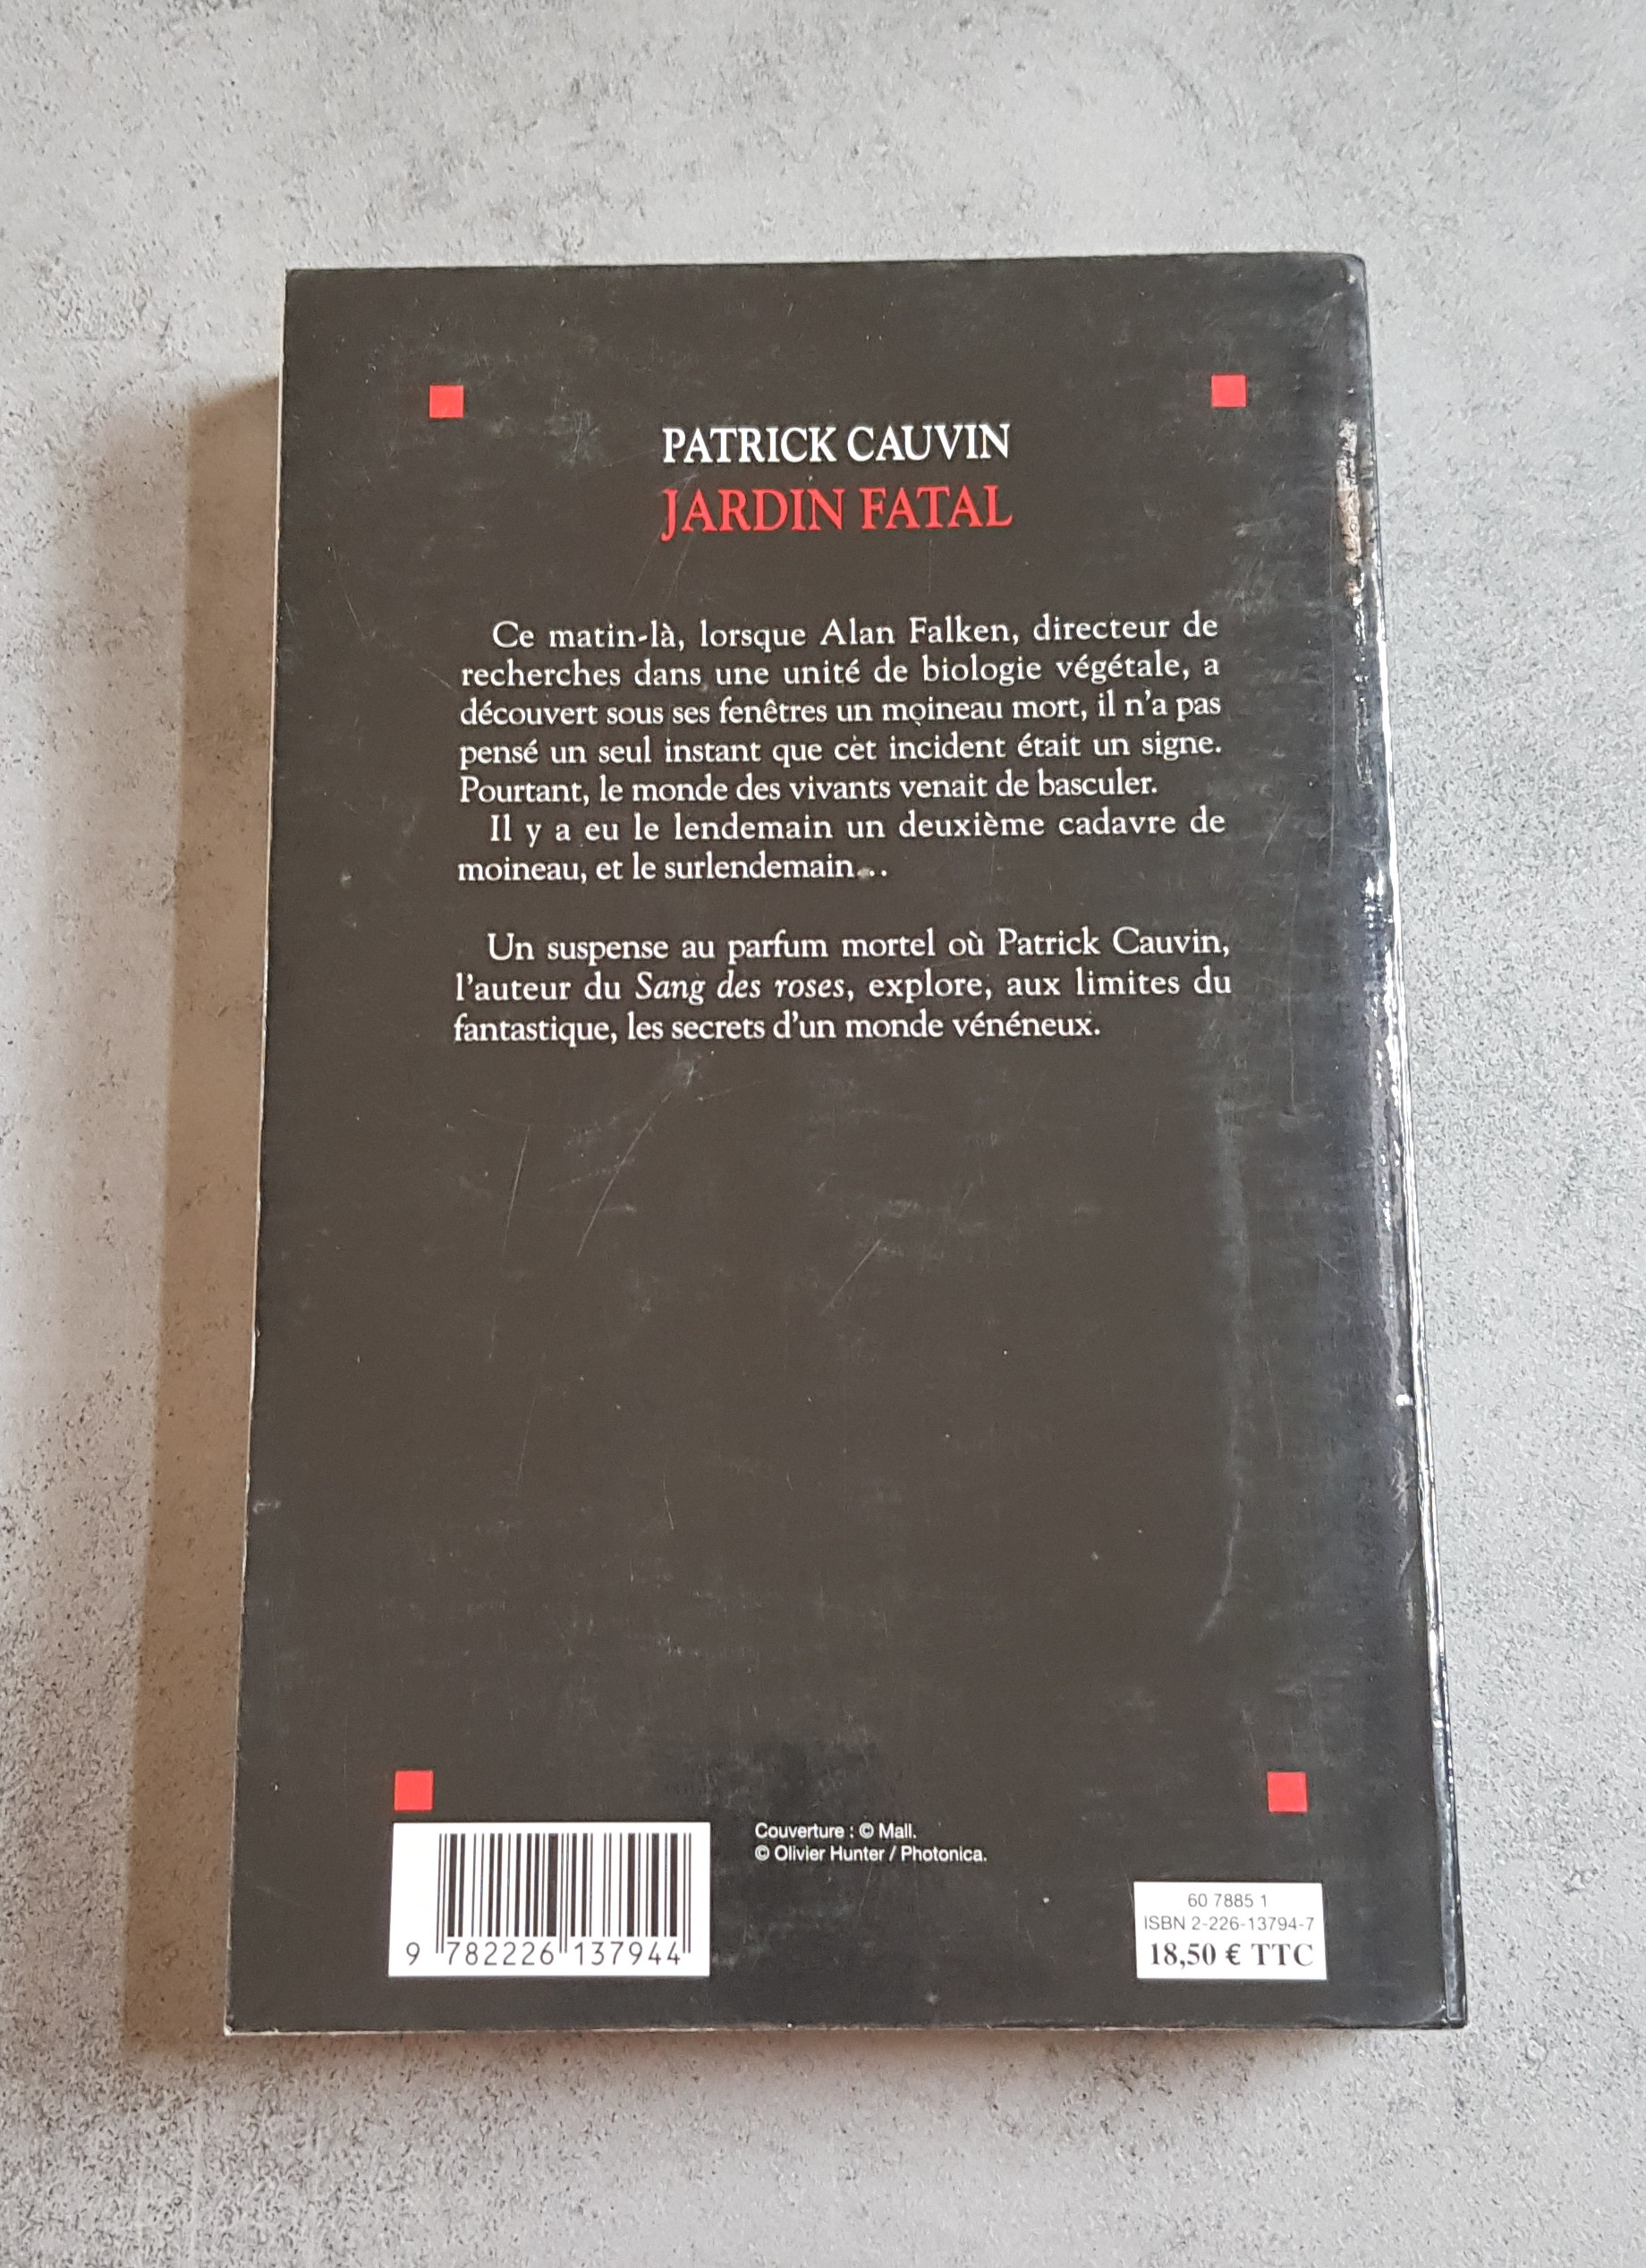 PATRICK CAUVIN
JARDIN FATAL
Ce matin-là, lorsque Alan Falken, directeur de
recherches dans une unité de biologie végétale, a
découvert sous ses fenêtres un moineau mort, il n'a pas
pensé un seul instant que cet incident était un signe.
Pourtant, le monde des vivants venait de basculer.
Il y a eu le lendemain un deuxième cadavre de
moineau, et le surlendemain...
Un suspense au parfum mortel où Patrick Cauvin,
l'auteur du Sang des roses, explore, aux limites du
fantastique, les secrets d'un monde vénéneux.
Couverture : © Mall.
© Olivier Hunter / Photonica.
9 782226 137944
60 7885 1
ISBN 2-226-13794-7
18,50 € TTC